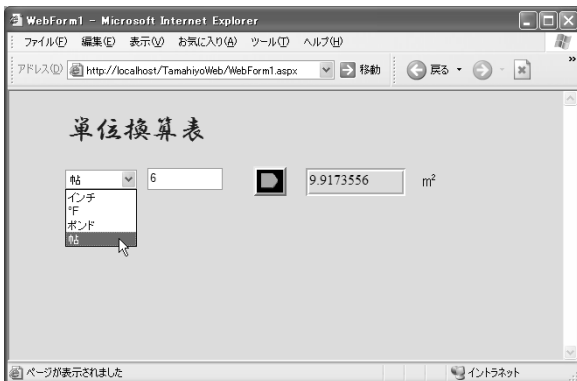 WebForm1 - Microsoft Internet Explorer
ファイル(F) 編集(E) 表示(V) お気に入り(A) ツール(T) ヘルプ(H)
アドレス(D) http://localhost/TamahiyoWeb/WebForm1.aspx 移動 戻る
単位換算表
帖 6 9.9173556 m²
インチ
°F
ポンド
帖
ページが表示されました イントラネット